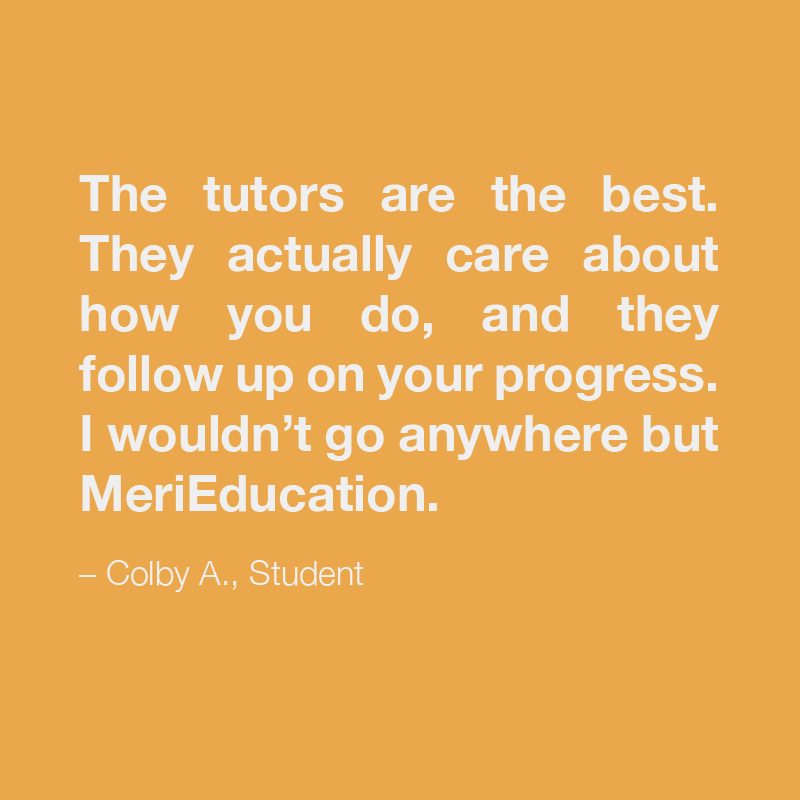 The tutors are the best.
They actually care about
how you do, and they
follow up on your progress.
I wouldn’t go anywhere but
MeriEducation.
– Colby A., Student